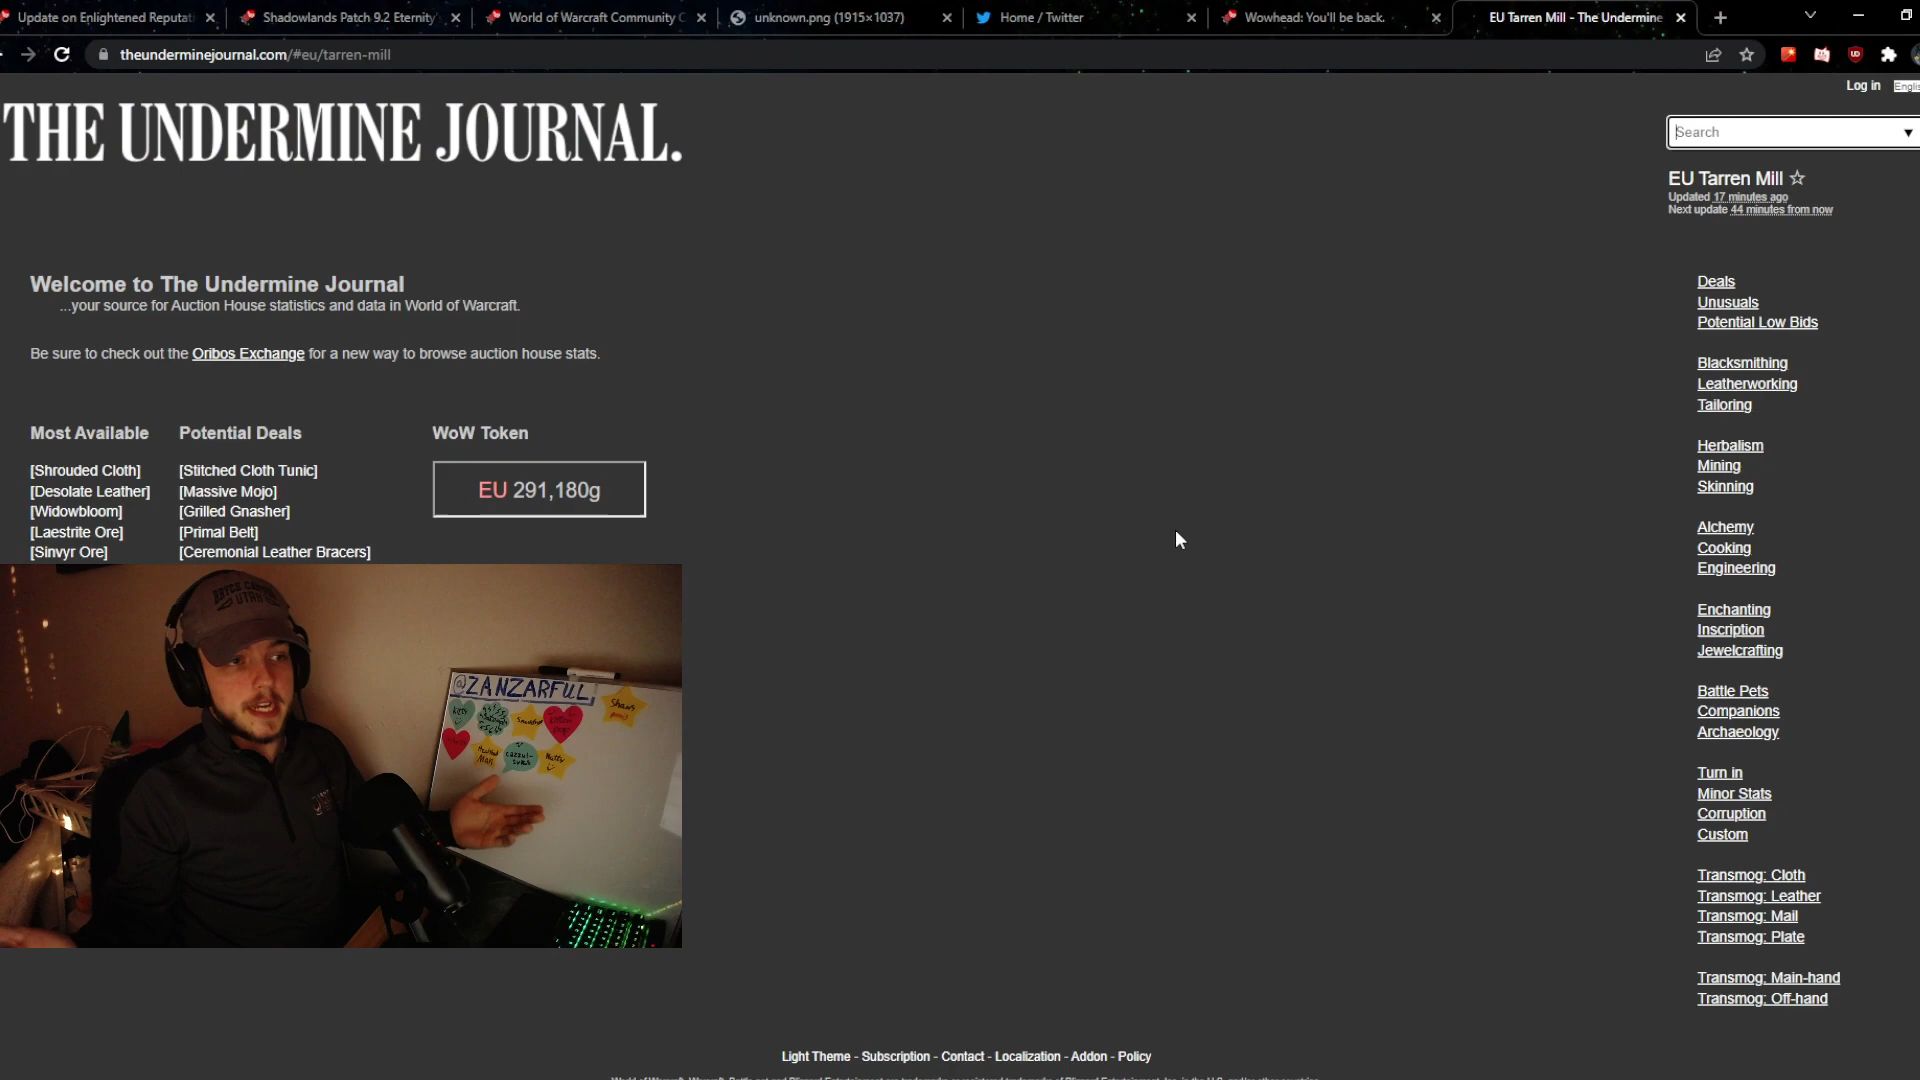 Update on Enlightened Reputat
Shadowlands Patch 9.2 Eternity
World of Warcraft Community C
unknown.png (1915×1037)
Home / Twitter
Wowhead: You'll be back.
EU Tarren Mill - The Undermine
theunderminejournal.com/#eu/tarren-mill
Log in
Englis
THE UNDERMINE JOURNAL.
Search
EU Tarren Mill ☆
Updated 17 minutes ago
Next update 44 minutes from now
Welcome to The Undermine Journal
...your source for Auction House statistics and data in World of Warcraft.
Be sure to check out the Oribos Exchange for a new way to browse auction house stats.
Most Available
[Shrouded Cloth]
[Desolate Leather]
[Widowbloom]
[Laestrite Ore]
[Sinvyr Ore]
Potential Deals
[Stitched Cloth Tunic]
[Massive Mojo]
[Grilled Gnasher]
[Primal Belt]
[Ceremonial Leather Bracers]
WoW Token
EU 291,180g
Deals
Unusuals
Potential Low Bids
Blacksmithing
Leatherworking
Tailoring
Herbalism
Mining
Skinning
Alchemy
Cooking
Engineering
Enchanting
Inscription
Jewelcrafting
Battle Pets
Companions
Archaeology
Turn in
Minor Stats
Corruption
Custom
Transmog: Cloth
Transmog: Leather
Transmog: Mail
Transmog: Plate
Transmog: Main-hand
Transmog: Off-hand
BRYCE CANYON
UTAH
@ZANZARFUL
Shaws
Light Theme - Subscription - Contact - Localization - Addon - Policy